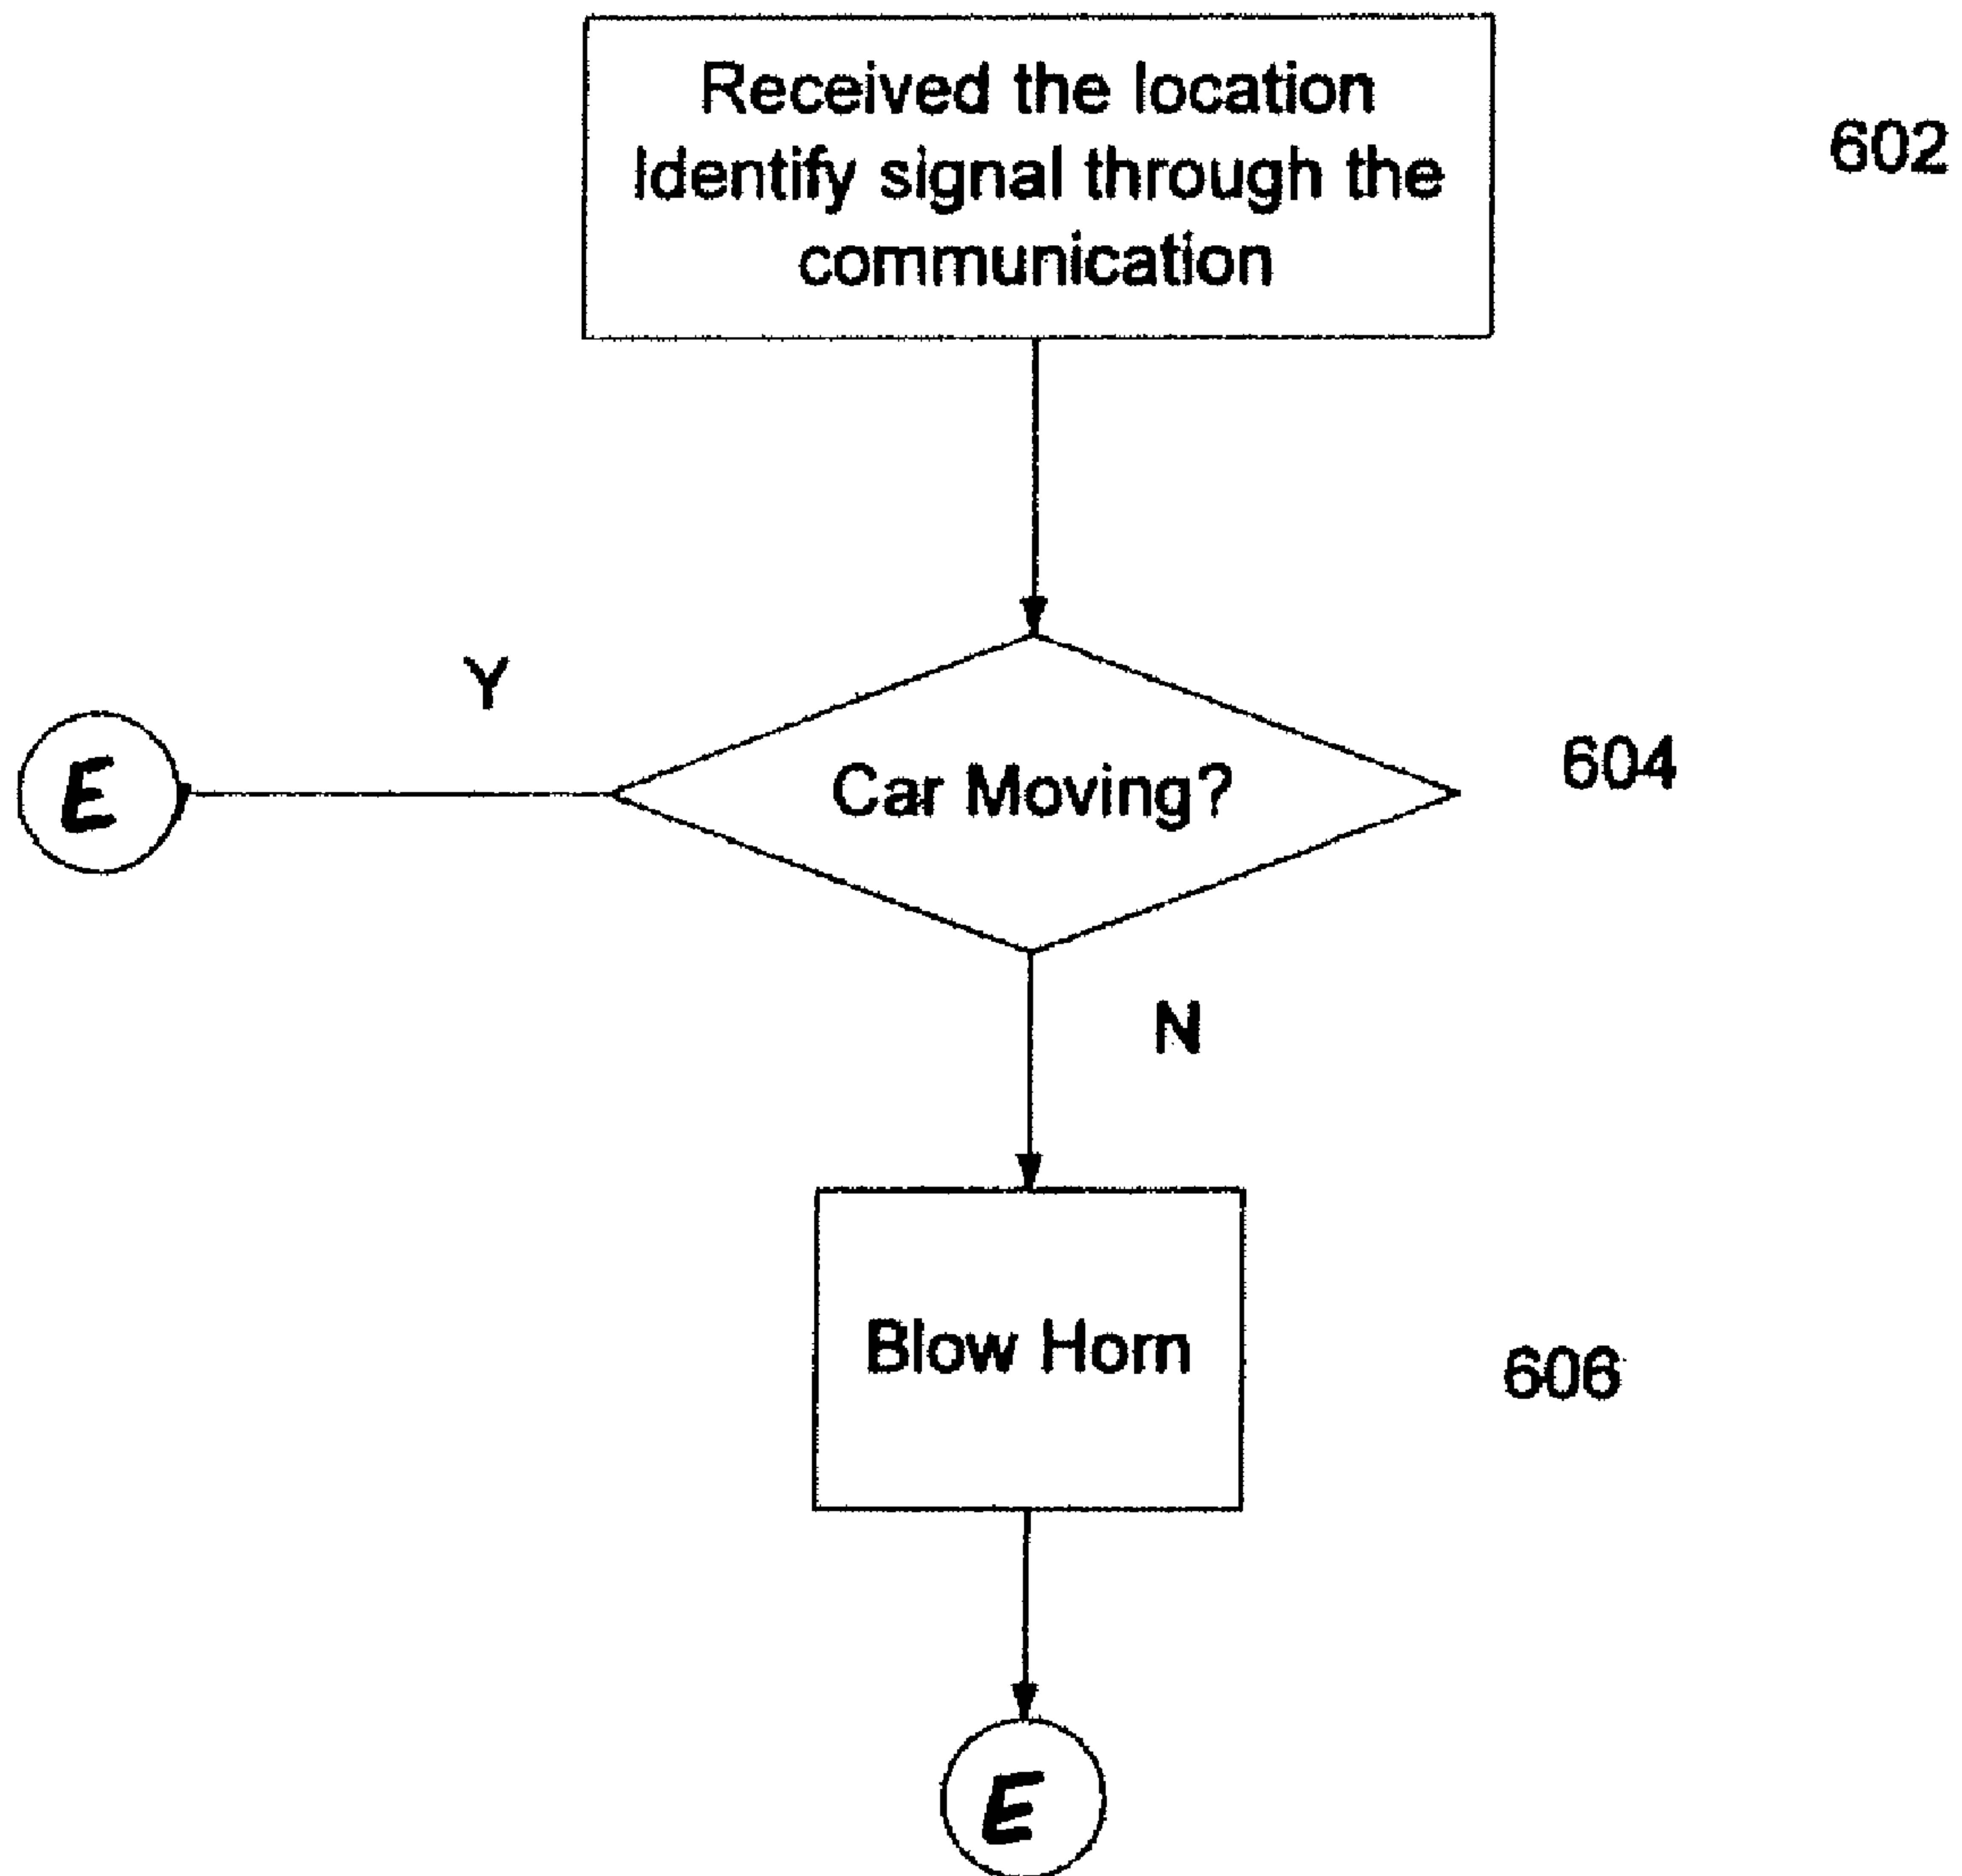 Received the location
Identify signal through the
communication
602
Y
E
Car Moving?
604
N
Blow Horn
606
E